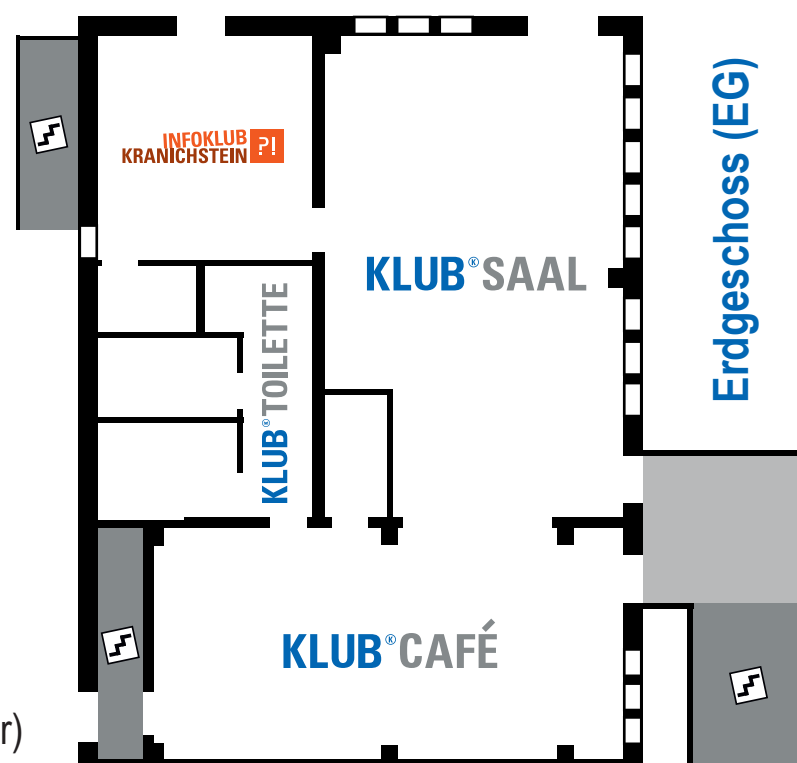 INFOKLUB
KRANICHSTEIN ?!
KLUB®SAAL
Erdgeschoss (EG)
KLUB®TOILETTE
KLUB®CAFÉ
r)